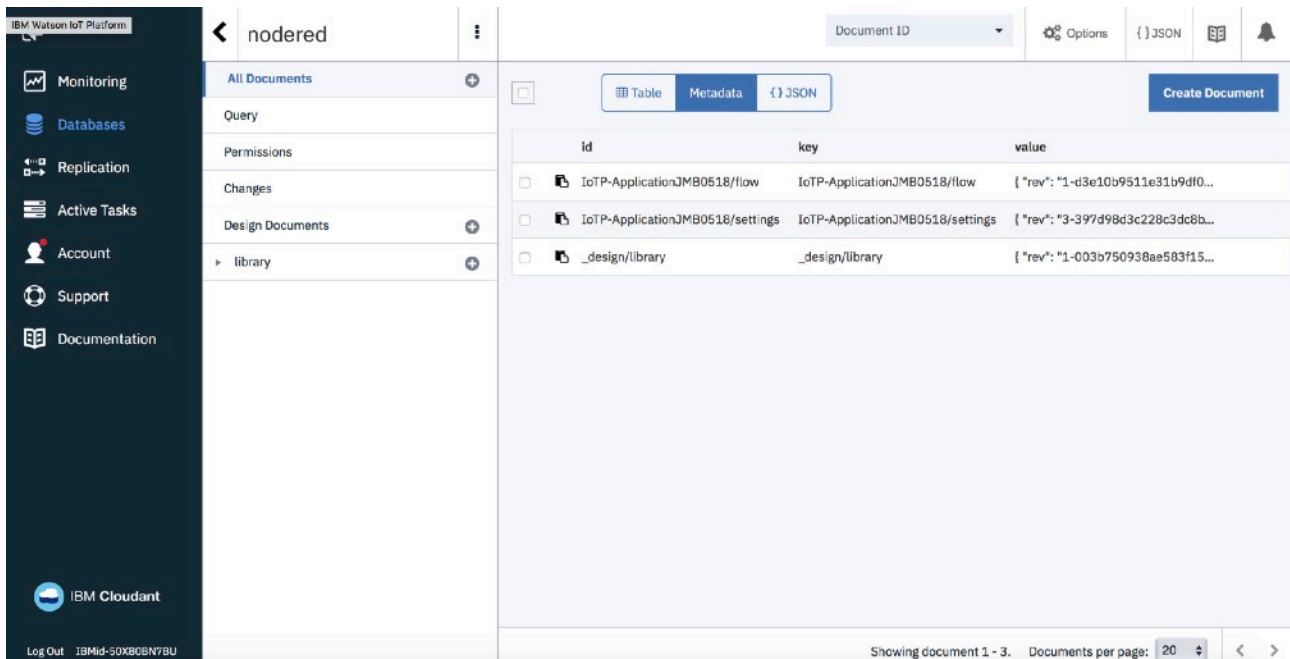 IBM Watson IoT Platform
nodered
Document ID
Options
{ } JSON
Monitoring
Databases
Replication
Active Tasks
Account
Support
Documentation
All Documents
Query
Permissions
Changes
Design Documents
library
Table
Metadata
{ } JSON
Create Document
id key value
IoTP-ApplicationJMB0518/flow IoTP-ApplicationJMB0518/flow { "rev": "1-d3e10b9511e31b9df0...
IoTP-ApplicationJMB0518/settings IoTP-ApplicationJMB0518/settings { "rev": "3-397d98d3c228c3dc8b...
_design/library _design/library { "rev": "1-003b750938ae583f15...
IBM Cloudant
Log Out IBMid-50X80BN7BU
Showing document 1 - 3. Documents per page: 20